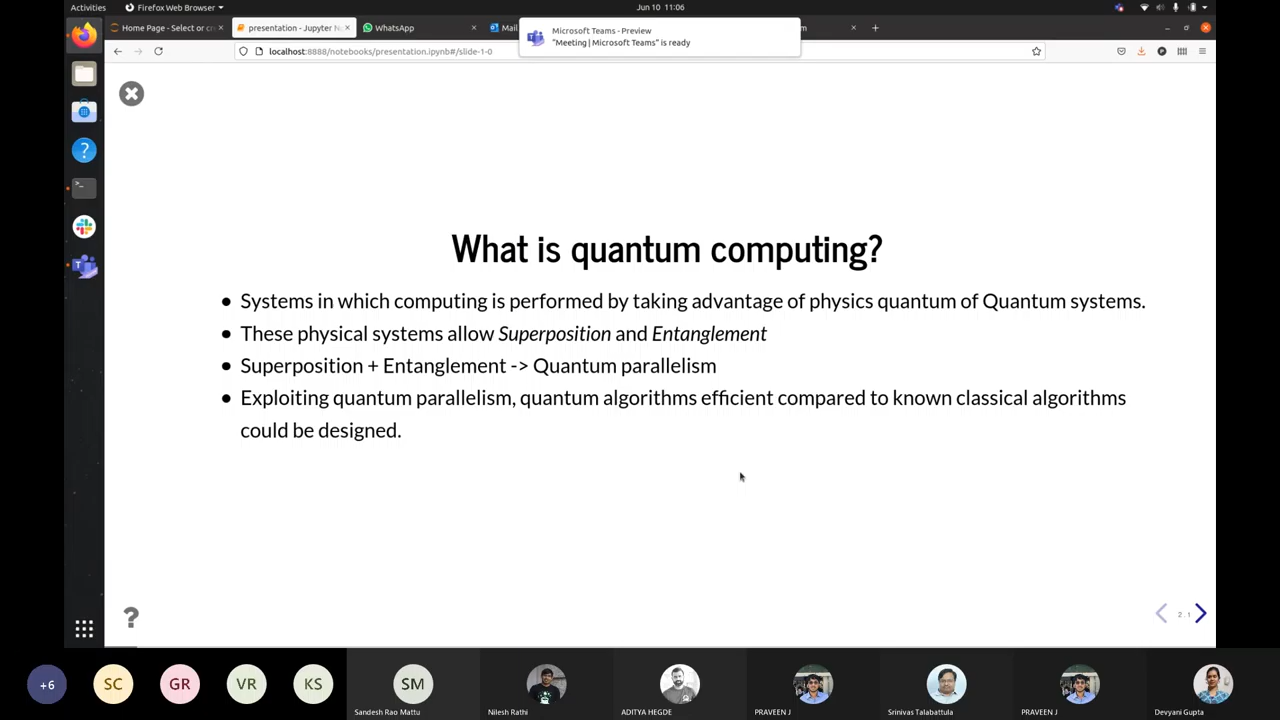 Activities
Firefox Web Browser
Jun 10 11:06
Home Page - Select or cr
presentation - Jupyter N
WhatsApp
Mail
Microsoft Teams - Preview
"Meeting | Microsoft Teams" is ready
localhost:8888/notebooks/presentation.ipynb#/slide-1-0
What is quantum computing?
• Systems in which computing is performed by taking advantage of physics quantum of Quantum systems.
• These physical systems allow Superposition and Entanglement
• Superposition + Entanglement -> Quantum parallelism
• Exploiting quantum parallelism, quantum algorithms efficient compared to known classical algorithms
could be designed.
?
2.1
+6
SC
GR
VR
KS
SM
Sandesh Rao Mattu
Nilesh Rathi
ADITYA HEGDE
PRAVEEN J
Srinivas Talabattula
PRAVEEN J
Devyani Gupta